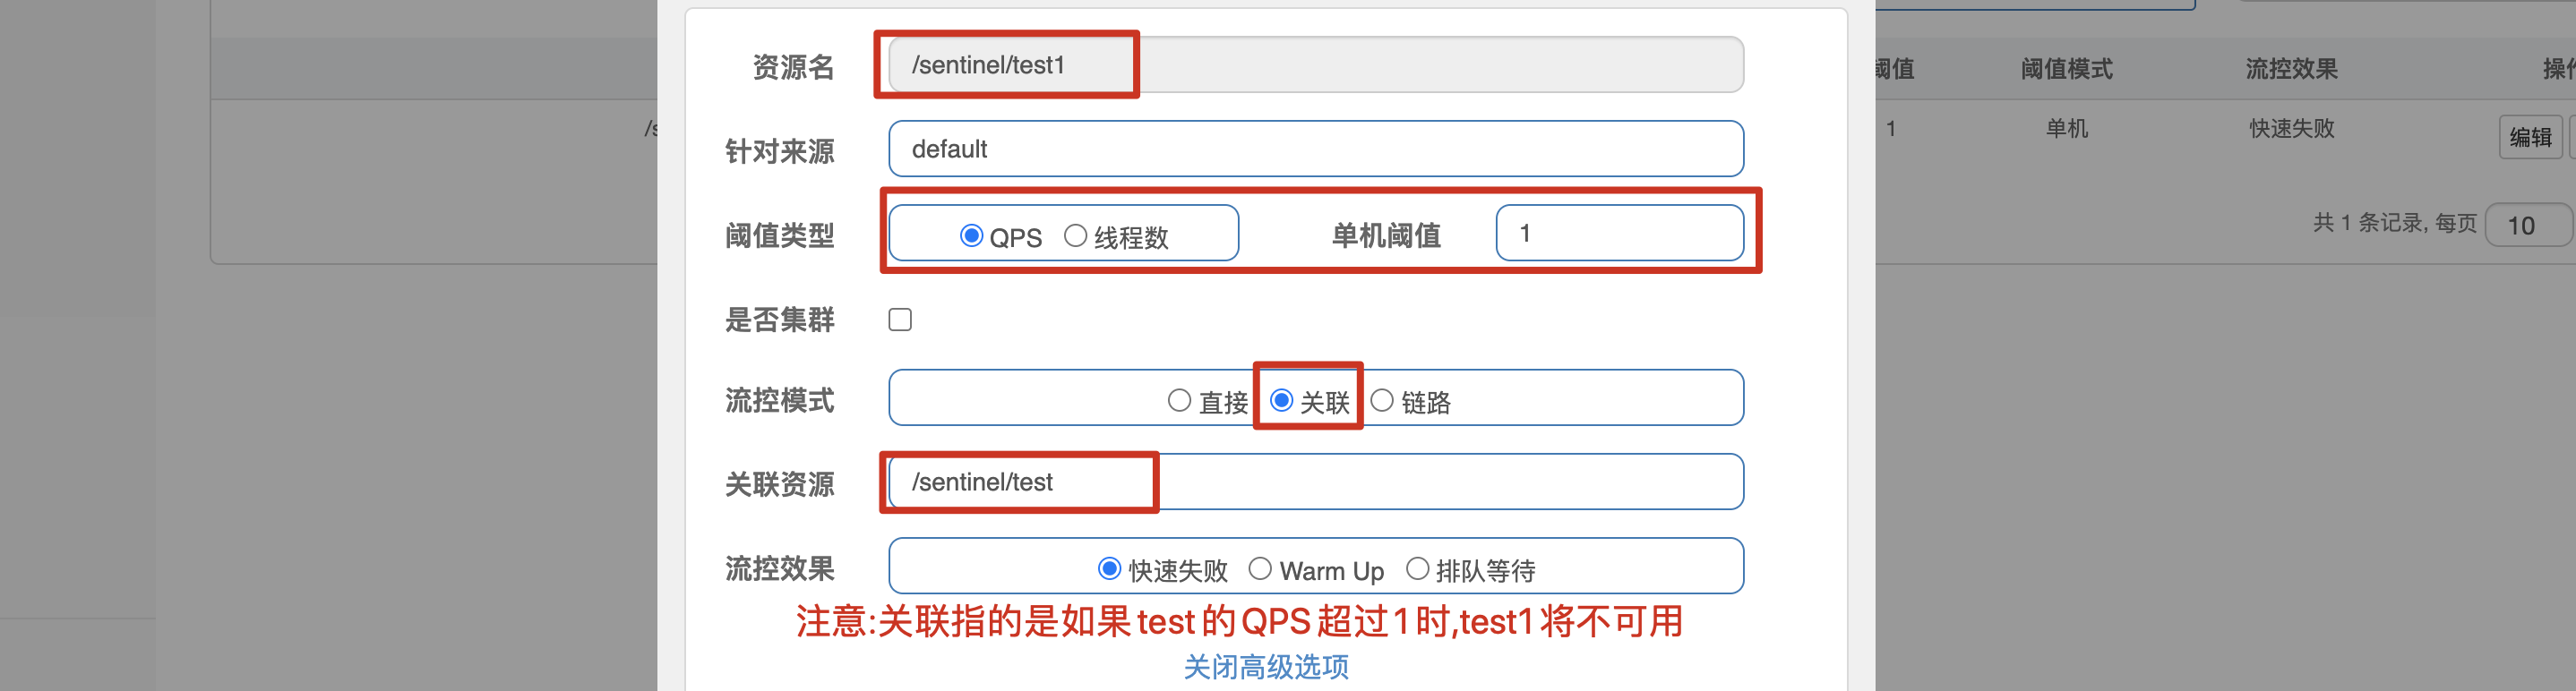 资源名 /sentinel/test1
阈值 阈值模式 流控效果
针对来源 default
1 单机 快速失败 编辑
阈值类型 QPS 线程数 单机阈值 1
共 1 条记录, 每页 10
是否集群
流控模式 直接 关联 链路
关联资源 /sentinel/test
流控效果 快速失败 Warm Up 排队等待
注意:关联指的是如果test的QPS超过1时,test1将不可用
关闭高级选项